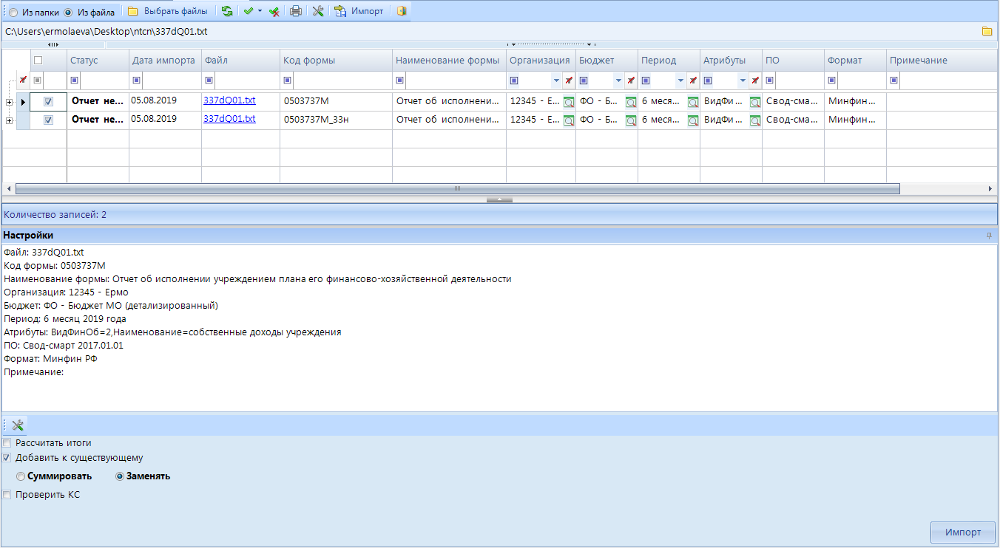 Из папки Из файла Выбрать файлы Импорт
C:\Users\ermolaeva\Desktop\ntcn\337dQ01.txt
Статус Дата импорта Файл Код формы Наименование формы Организация Бюджет Период Атрибуты ПО Формат Примечание
Отчет не... 05.08.2019 337dQ01.txt 0503737М Отчет об исполнени... 12345 - Е... ФО - Б... 6 меся... ВидФи... Свод-сма... Минфин...
Отчет не... 05.08.2019 337dQ01.txt 0503737М_33н Отчет об исполнени... 12345 - Е... ФО - Б... 6 меся... ВидФи... Свод-сма... Минфин...
Количество записей: 2
Настройки
Файл: 337dQ01.txt
Код формы: 0503737М
Наименование формы: Отчет об исполнении учреждением плана его финансово-хозяйственной деятельности
Организация: 12345 - Ермо
Бюджет: ФО - Бюджет МО (детализированный)
Период: 6 месяц 2019 года
Атрибуты: ВидФинОб=2,Наименование=собственные доходы учреждения
ПО: Свод-смарт 2017.01.01
Формат: Минфин РФ
Примечание:
Рассчитать итоги
Добавить к существующему
Суммировать Заменять
Проверить КС
Импорт